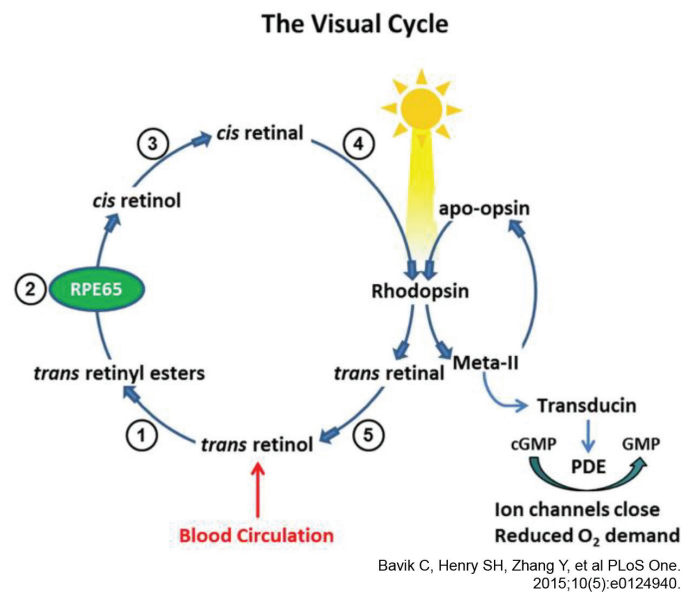 The Visual Cycle
3
cis retinal
4
cis retinol
apo-opsin
2
RPE65
Rhodopsin
trans retinyl esters
trans retinal
Meta-II
1
trans retinol
5
Transducin
cGMP
GMP
PDE
Blood Circulation
Ion channels close
Reduced O₂ demand
Bavik C, Henry SH, Zhang Y, et al PLoS One.
2015;10(5):e0124940.